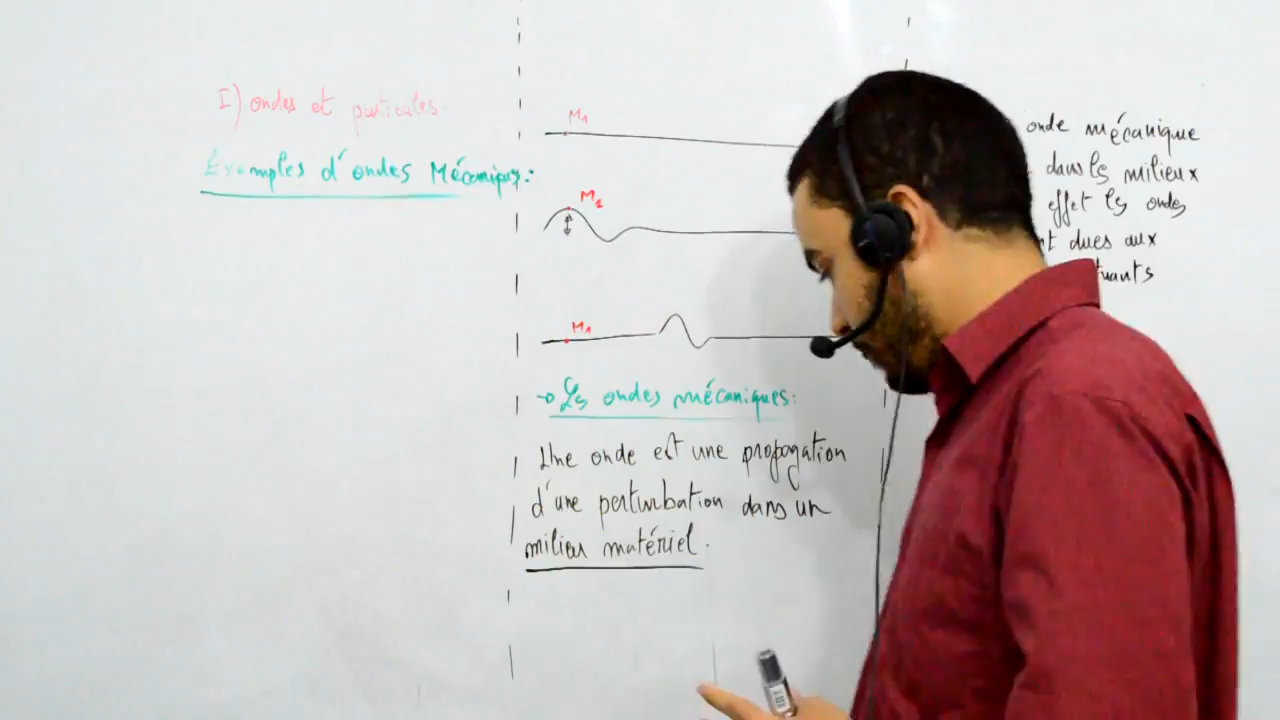 I) ondes et particules.
Exemples d'ondes Mécaniques:
M1
M1
M1
→ Les ondes mécaniques:
Une onde est une propagation
d'une perturbation dans un
milieu matériel.
onde mécanique
dans les milieux
effet les ondes
dues aux